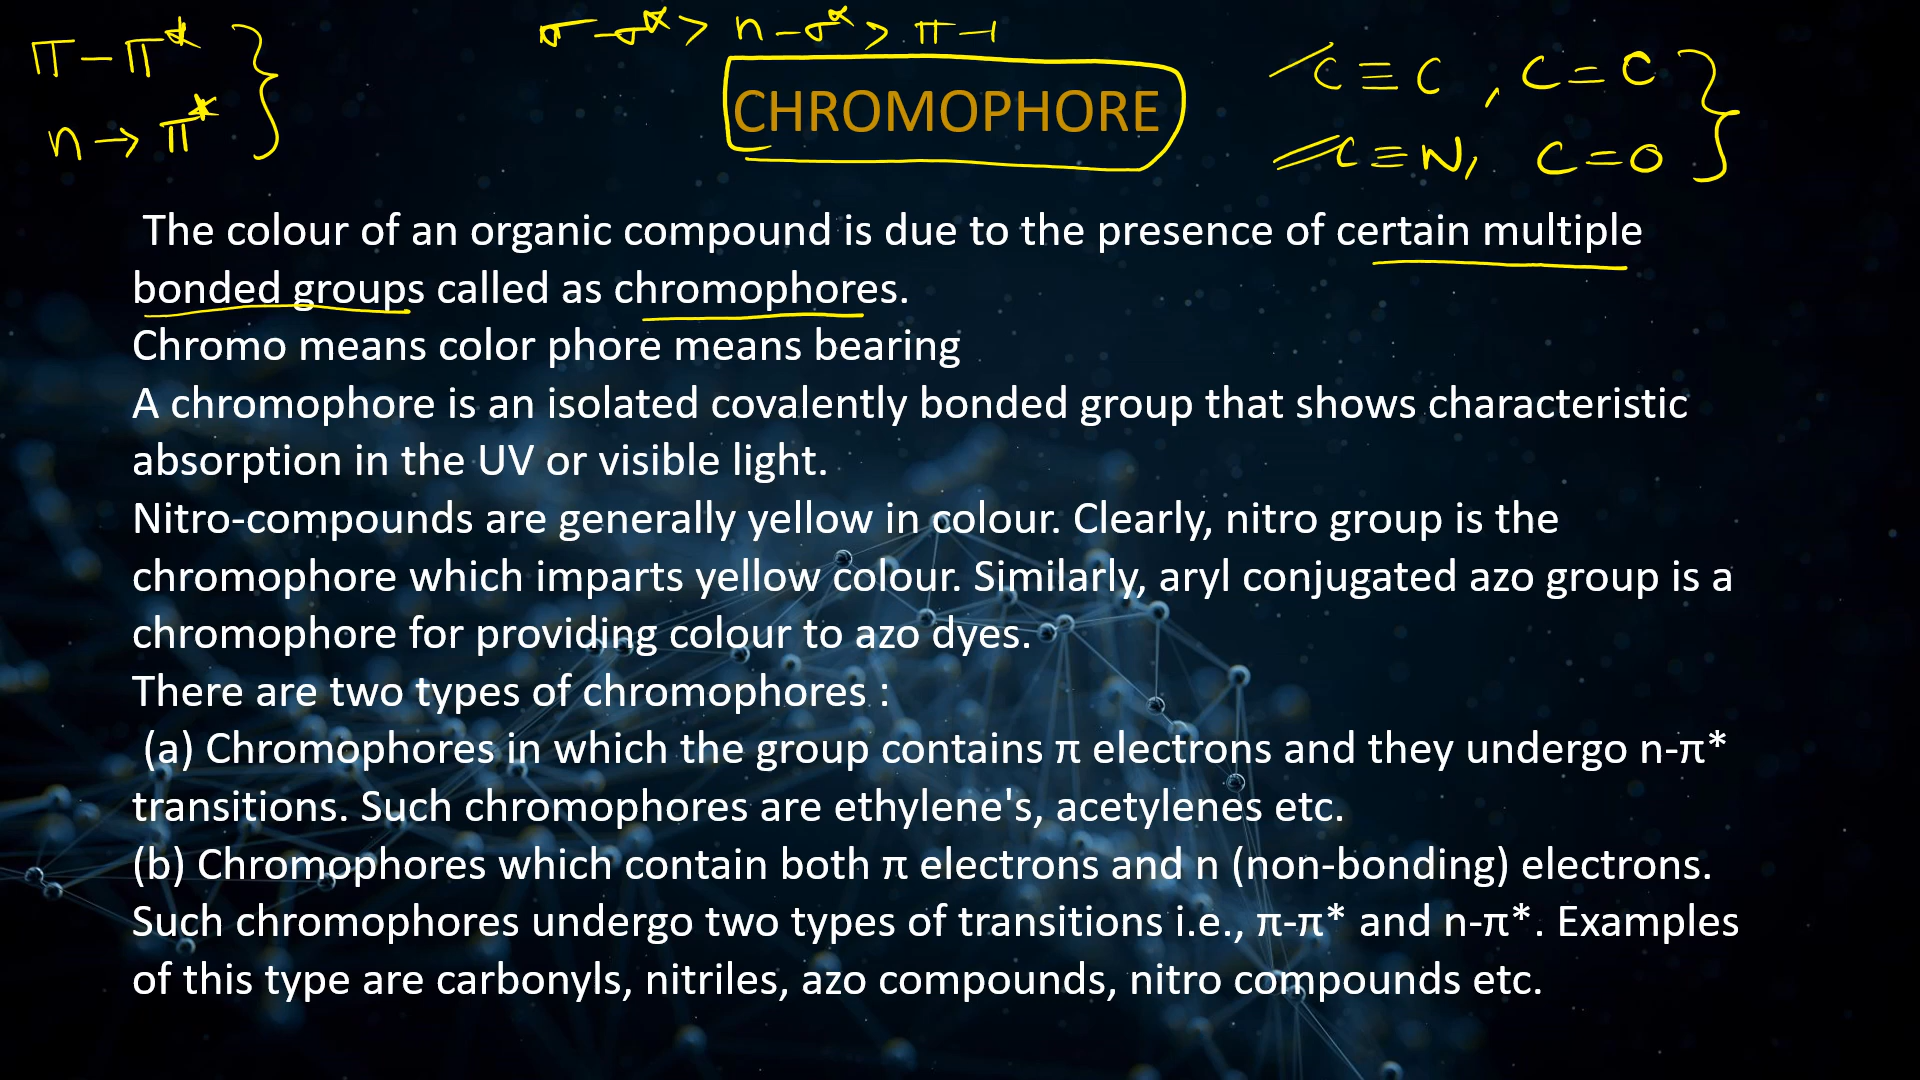 π-π*
n→π*
σ-σ* > n-σ* > π-
CHROMOPHORE
C≡C , C=C
C≡N, C=O
The colour of an organic compound is due to the presence of certain multiple
bonded groups called as chromophores.
Chromo means color phore means bearing
A chromophore is an isolated covalently bonded group that shows characteristic
absorption in the UV or visible light.
Nitro-compounds are generally yellow in colour. Clearly, nitro group is the
chromophore which imparts yellow colour. Similarly, aryl conjugated azo group is a
chromophore for providing colour to azo dyes.
There are two types of chromophores :
(a) Chromophores in which the group contains π electrons and they undergo n-π*
transitions. Such chromophores are ethylene's, acetylenes etc.
(b) Chromophores which contain both π electrons and n (non-bonding) electrons.
Such chromophores undergo two types of transitions i.e., π-π* and n-π*. Examples
of this type are carbonyls, nitriles, azo compounds, nitro compounds etc.